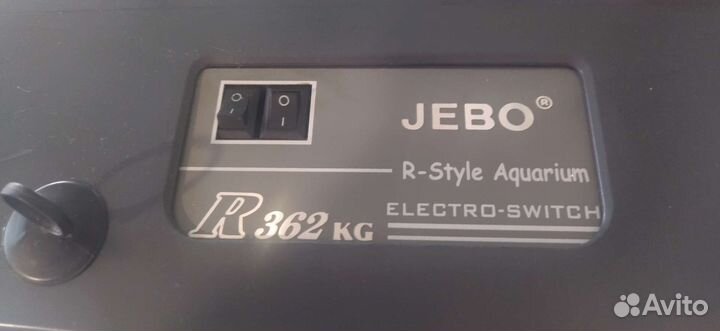 JEBO®
R-Style Aquarium
R 362 KG
ELECTRO-SWITCH
Avito